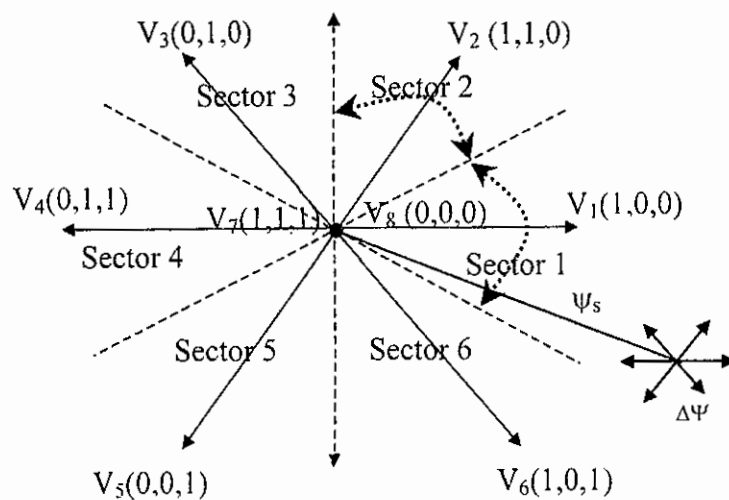 V3(0,1,0)
V2 (1,1,0)
Sector 3
Sector 2
V4(0,1,1)
V7(1,1,1)
V8 (0,0,0)
V1(1,0,0)
Sector 4
Sector 1
Ψs
Sector 5
Sector 6
ΔΨ
V5(0,0,1)
V6(1,0,1)